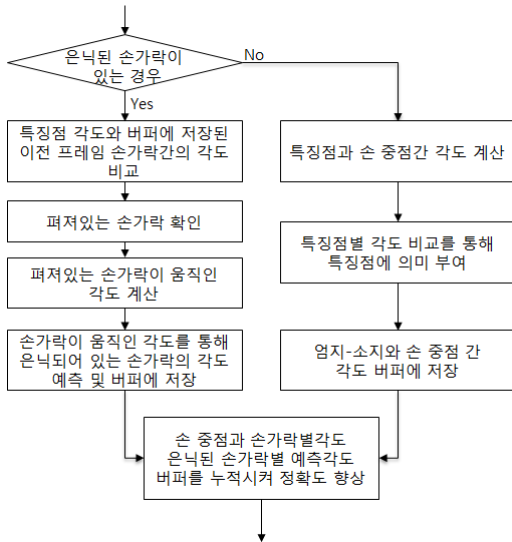 은닉된 손가락이
있는 경우
No
Yes
특징점 각도와 버퍼에 저장된
이전 프레임 손가락간의 각도
비교
펴져있는 손가락 확인
펴져있는 손가락이 움직인
각도 계산
손가락이 움직인 각도를 통해
은닉되어 있는 손가락의 각도
예측 및 버퍼에 저장
특징점과 손 중점간 각도 계산
특징점별 각도 비교를 통해
특징점에 의미 부여
엄지-소지와 손 중점 간
각도 버퍼에 저장
손 중점과 손가락별각도
은닉된 손가락별 예측각도
버퍼를 누적시켜 정확도 향상